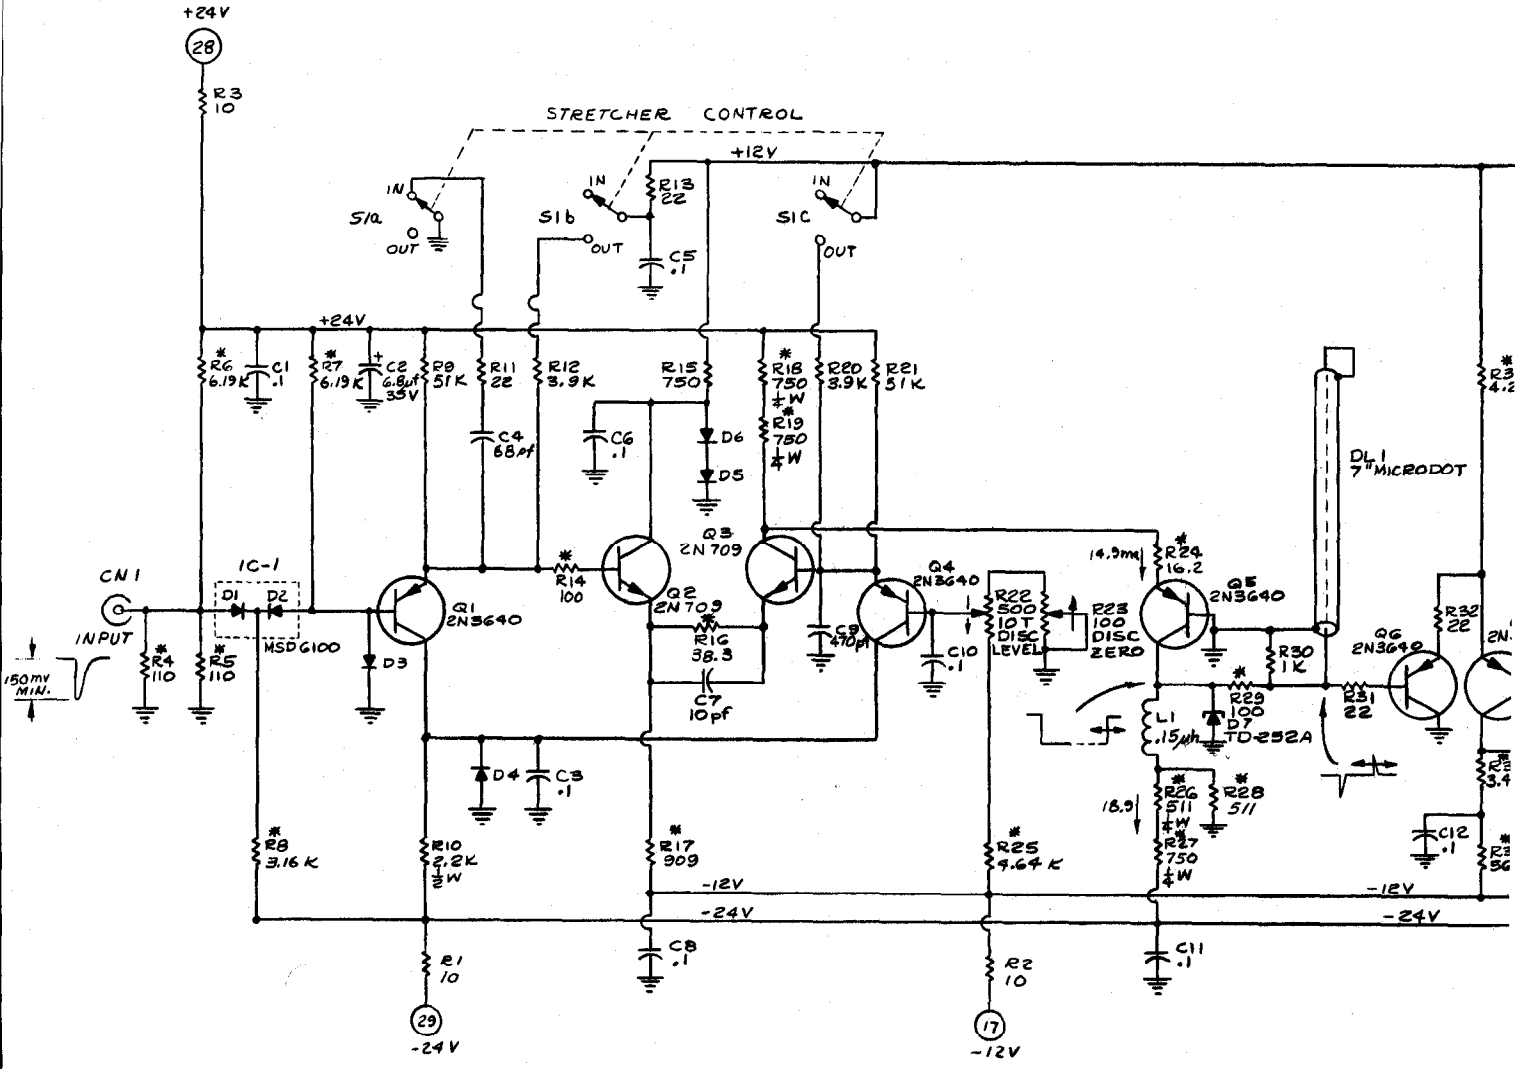 +24V
28
R3
10
STRETCHER CONTROL
+12V
IN
S1a
OUT
IN
S1b
OUT
R13
22
C5
.1
IN
S1C
OUT
+24V
*
R6
6.19K
C1
.1
*
R7
6.19K
+
C2
6.8µf
35V
R9
51K
R11
22
R12
3.9K
R15
750
*
R18
750
¼W
*
R19
750
¼W
R20
3.9K
R21
51K
*
C4
68pf
C6
.1
D6
D5
DL1
7" MICRODOT
CN1
INPUT
150mV
MIN.
IC-1
D1
D2
MSD6100
*
R4
110
*
R5
110
D3
Q1
2N3640
*
R14
100
Q2
2N709
Q3
2N709
*
R16
38.3
C7
10pf
C9
470pf
Q4
2N3640
C10
.1
R22
500
10T
DISC
LEVEL
R23
100
DISC
ZERO
14.9ma
*
R24
16.2
Q5
2N3640
R30
1K
*
R29
100
D7
TD-252A
R31
22
R32
22
Q6
2N3640
L1
.15µh
D4
C3
.1
18.9
*
R26
511
¼W
*
R27
750
¼W
R28
511
*
R8
3.16K
R10
2.2K
½W
*
R17
909
*
R25
4.64K
C12
.1
-12V
-12V
-24V
-24V
R1
10
C8
.1
R2
10
C11
.1
29
-24V
17
-12V